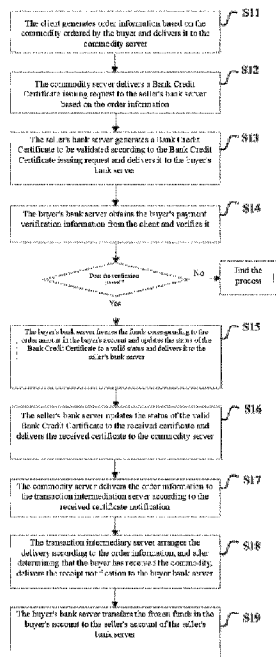 S11
The client generates order information based on the
commodity ordered by the buyer and delivers it to the
commodity server
S12
The commodity server delivers a Bank Credit
Certificate issuing request to the seller's bank server
based on the order information
S13
The seller's bank server generates a Bank Credit
Certificate to be validated according to the Bank Credit
Certificate issuing request and delivers it to the buyer's
bank server
S14
The buyer's bank server obtains the buyer's payment
verification information from the client and verifies it
Does the verification
passed?
No
End the
process
Yes
S15
The buyer's bank server freezes the funds corresponding to the
order amount in the buyer's account and updates the status of the
Bank Credit Certificate to a valid status and delivers it to the
seller's bank server
S16
The seller's bank server updates the status of the valid
Bank Credit Certificate to the received certificate and
delivers the received certificate to the commodity server
S17
The commodity server delivers the order information to
the transaction intermediation server according to the
received certificate notification
S18
The transaction intermediary server arranges the
delivery according to the order information, and after
determining that the buyer has received the commodity,
delivers the receipt notification to the buyer bank server
S19
The buyer's bank server transfers the frozen funds in the
buyer's account to the seller's account of the seller's
bank server